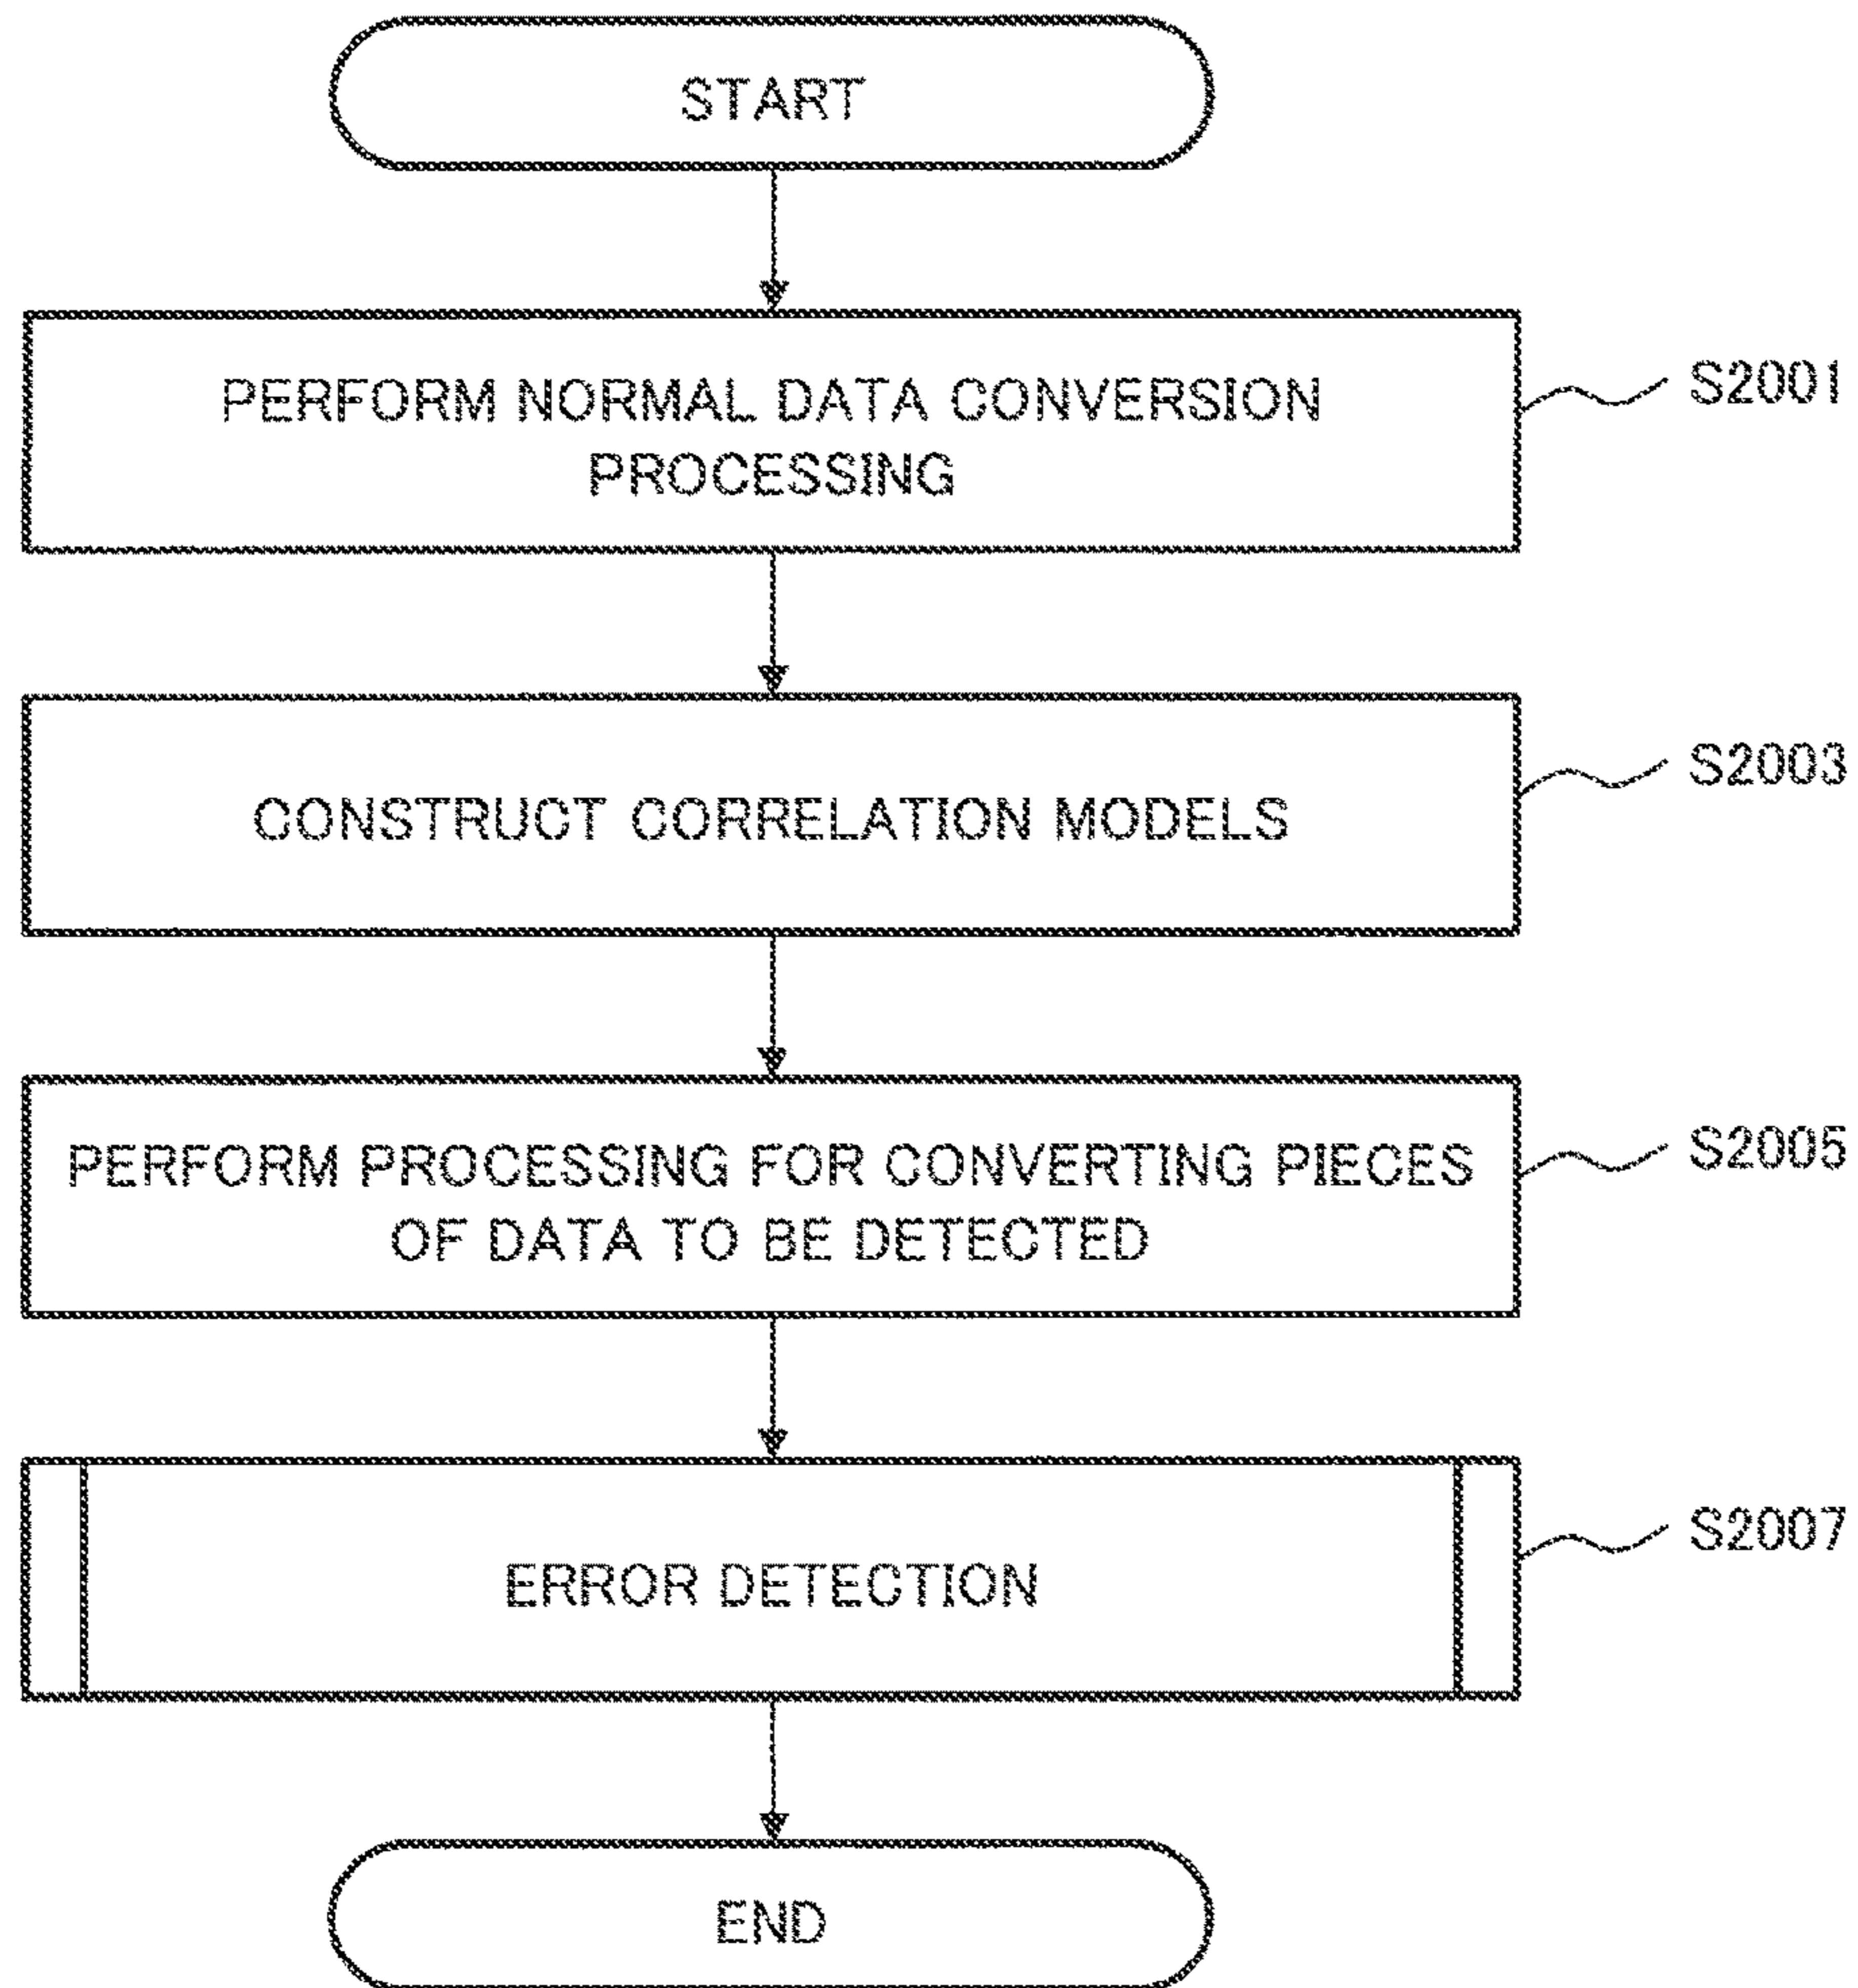 START
PERFORM NORMAL DATA CONVERSION
PROCESSING
S2001
CONSTRUCT CORRELATION MODELS
S2003
PERFORM PROCESSING FOR CONVERTING PIECES
OF DATA TO BE DETECTED
S2005
ERROR DETECTION
S2007
END